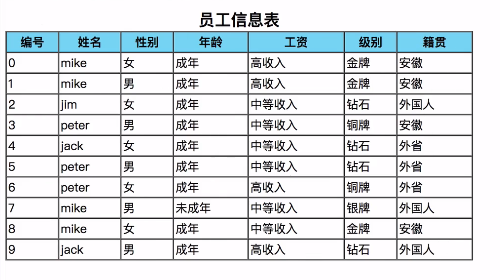 员工信息表
编号 姓名 性别 年龄 工资 级别 籍贯
0 mike 女 成年 高收入 金牌 安徽
1 mike 男 成年 高收入 金牌 安徽
2 jim 女 成年 中等收入 钻石 外国人
3 peter 男 成年 中等收入 铜牌 安徽
4 jack 女 成年 中等收入 钻石 外省
5 peter 男 成年 中等收入 钻石 外省
6 peter 女 成年 高收入 铜牌 外省
7 mike 男 未成年 中等收入 银牌 外国人
8 mike 女 成年 中等收入 金牌 安徽
9 jack 男 成年 高收入 钻石 外国人